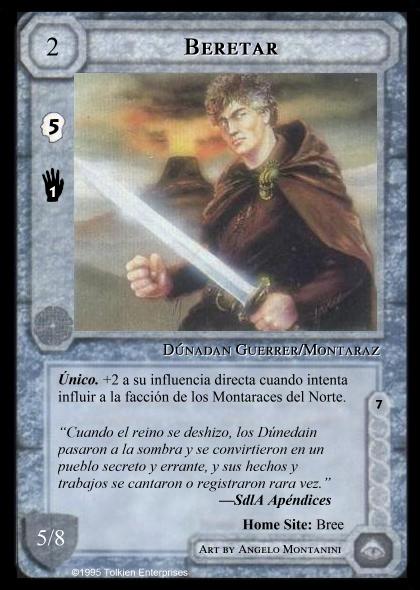 2
BERETAR
5
1
DÚNADAN GUERRER/MONTARAZ
Único. +2 a su influencia directa cuando intenta
influir a la facción de los Montaraces del Norte.
7
“Cuando el reino se deshizo, los Dúnedain
pasaron a la sombra y se convirtieron en un
pueblo secreto y errante, y sus hechos y
trabajos se cantaron o registraron rara vez.”
—SdlA Apéndices
Home Site: Bree
5/8
ART BY ANGELO MONTANINI
©1995 Tolkien Enterprises